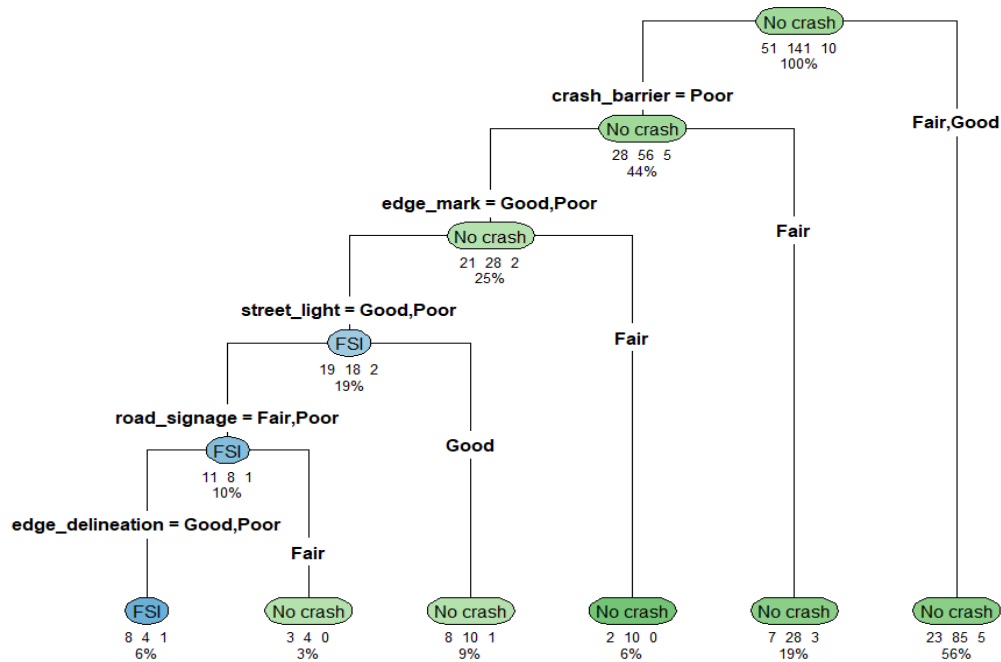 No crash
51 141 10
100%
crash_barrier = Poor
Fair,Good
No crash
28 56 5
44%
edge_mark = Good,Poor
Fair
No crash
21 28 2
25%
street_light = Good,Poor
Fair
FSI
19 18 2
19%
road_signage = Fair,Poor
Good
FSI
11 8 1
10%
edge_delineation = Good,Poor
Fair
FSI
8 4 1
6%
No crash
3 4 0
3%
No crash
8 10 1
9%
No crash
2 10 0
6%
No crash
7 28 3
19%
No crash
23 85 5
56%